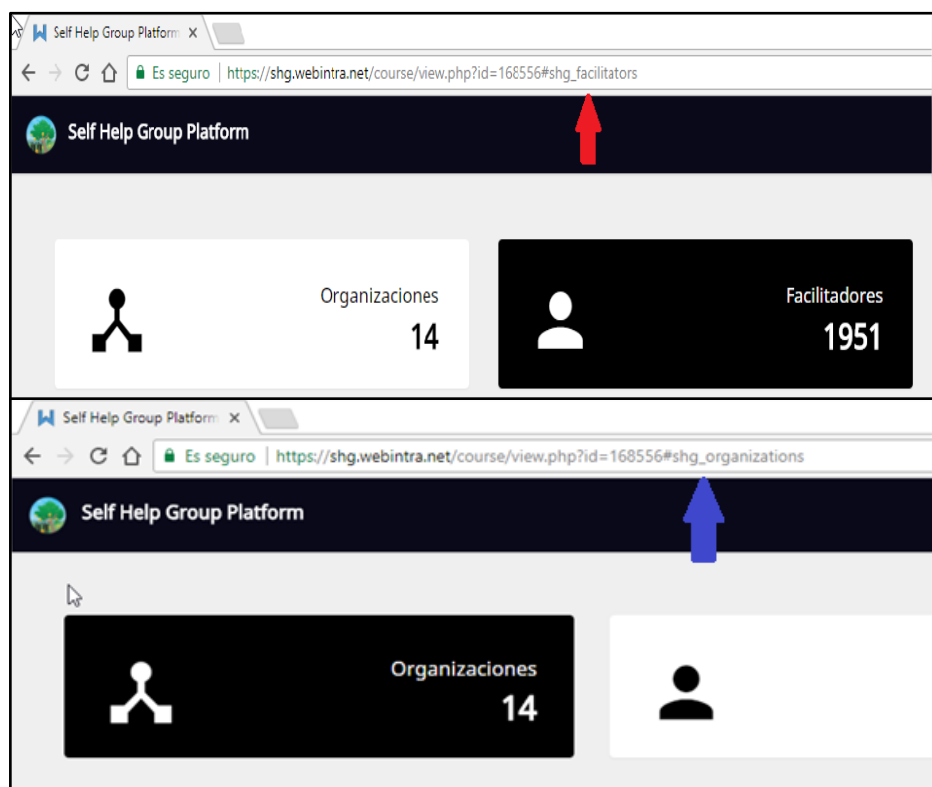 Self Help Group Platform
Es seguro https://shg.webintra.net/course/view.php?id=168556#shg_facilitators
Self Help Group Platform
Organizaciones
14
Facilitadores
1951
Self Help Group Platform
Es seguro https://shg.webintra.net/course/view.php?id=168556#shg_organizations
Self Help Group Platform
Organizaciones
14